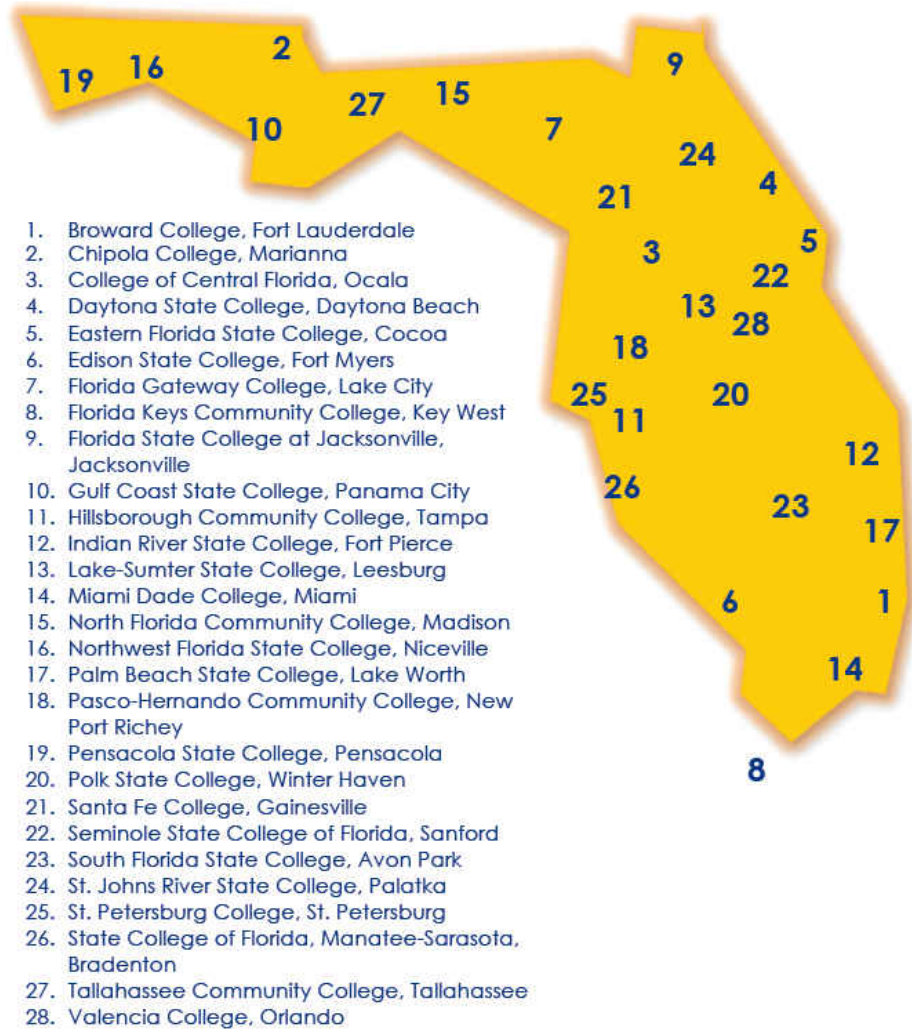 2
9
19
16
27
15
10
7
24
4
21
5
3
22
13
28
18
25
20
11
12
26
23
17
6
1
14
8
1. Broward College, Fort Lauderdale
2. Chipola College, Marianna
3. College of Central Florida, Ocala
4. Daytona State College, Daytona Beach
5. Eastern Florida State College, Cocoa
6. Edison State College, Fort Myers
7. Florida Gateway College, Lake City
8. Florida Keys Community College, Key West
9. Florida State College at Jacksonville,
Jacksonville
10. Gulf Coast State College, Panama City
11. Hillsborough Community College, Tampa
12. Indian River State College, Fort Pierce
13. Lake-Sumter State College, Leesburg
14. Miami Dade College, Miami
15. North Florida Community College, Madison
16. Northwest Florida State College, Niceville
17. Palm Beach State College, Lake Worth
18. Pasco-Hernando Community College, New
Port Richey
19. Pensacola State College, Pensacola
20. Polk State College, Winter Haven
21. Santa Fe College, Gainesville
22. Seminole State College of Florida, Sanford
23. South Florida State College, Avon Park
24. St. Johns River State College, Palatka
25. St. Petersburg College, St. Petersburg
26. State College of Florida, Manatee-Sarasota,
Bradenton
27. Tallahassee Community College, Tallahassee
28. Valencia College, Orlando